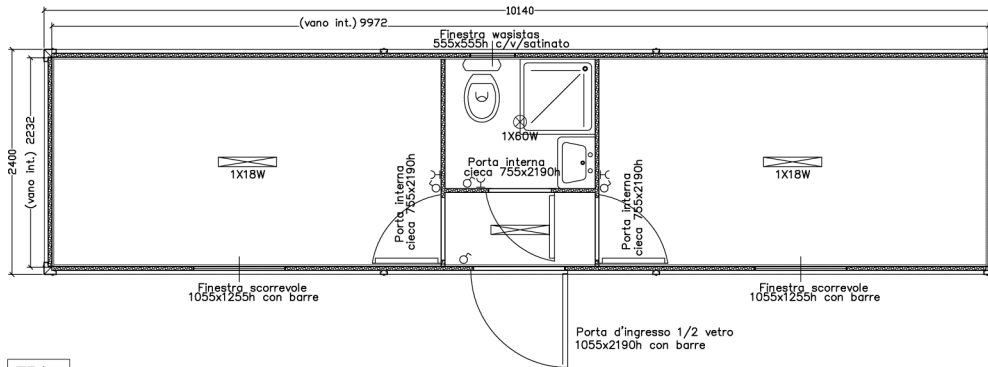 10140
(vano int.) 9972
Finestra wasistas
555x555h c/v/satinato
2400
(vano int.) 2232
1X18W
1X60W
Porta interna
cieca 755x2190h
1X18W
Porta interna
cieca 755x2190h
Porta interna
cieca 755x2190h
Finestra scorrevole
1055x1255h con barre
Finestra scorrevole
1055x1255h con barre
Porta d'ingresso 1/2 vetro
1055x2190h con barre